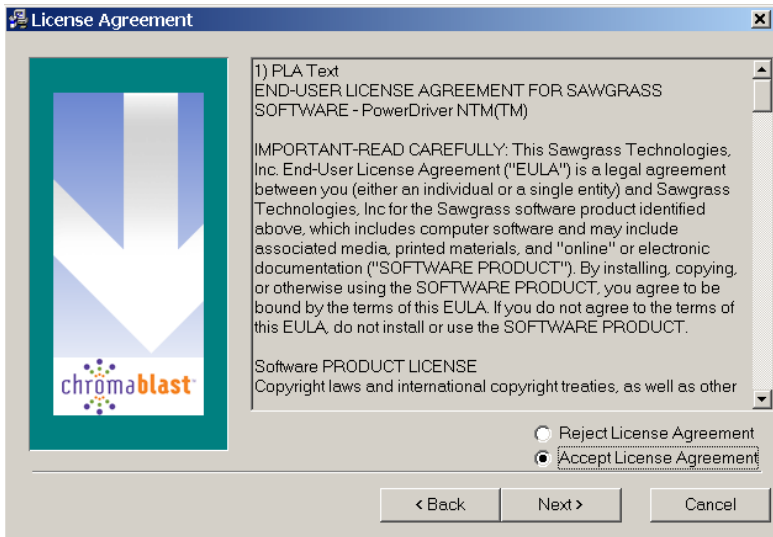 License Agreement
1) PLA Text
END-USER LICENSE AGREEMENT FOR SAWGRASS
SOFTWARE - PowerDriver NTM(TM)
IMPORTANT-READ CAREFULLY: This Sawgrass Technologies,
Inc. End-User License Agreement ("EULA") is a legal agreement
between you (either an individual or a single entity) and Sawgrass
Technologies, Inc for the Sawgrass software product identified
above, which includes computer software and may include
associated media, printed materials, and "online" or electronic
documentation ("SOFTWARE PRODUCT"). By installing, copying,
or otherwise using the SOFTWARE PRODUCT, you agree to be
bound by the terms of this EULA. If you do not agree to the terms of
this EULA, do not install or use the SOFTWARE PRODUCT.
Software PRODUCT LICENSE
Copyright laws and international copyright treaties, as well as other
chromablast
Reject License Agreement
Accept License Agreement
< Back Next > Cancel